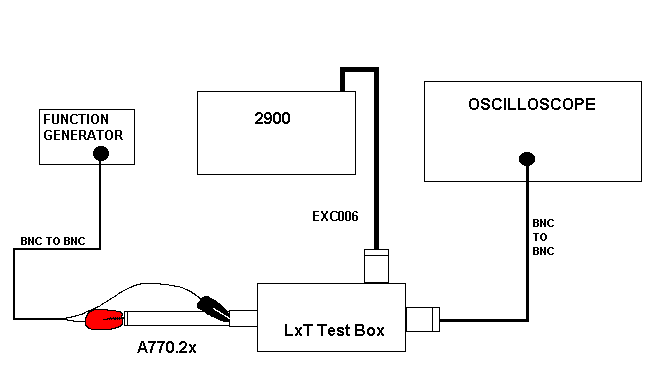 FUNCTION
GENERATOR
2900
OSCILLOSCOPE
EXC006
BNC TO BNC
BNC
TO
BNC
LxT Test Box
A770.2x